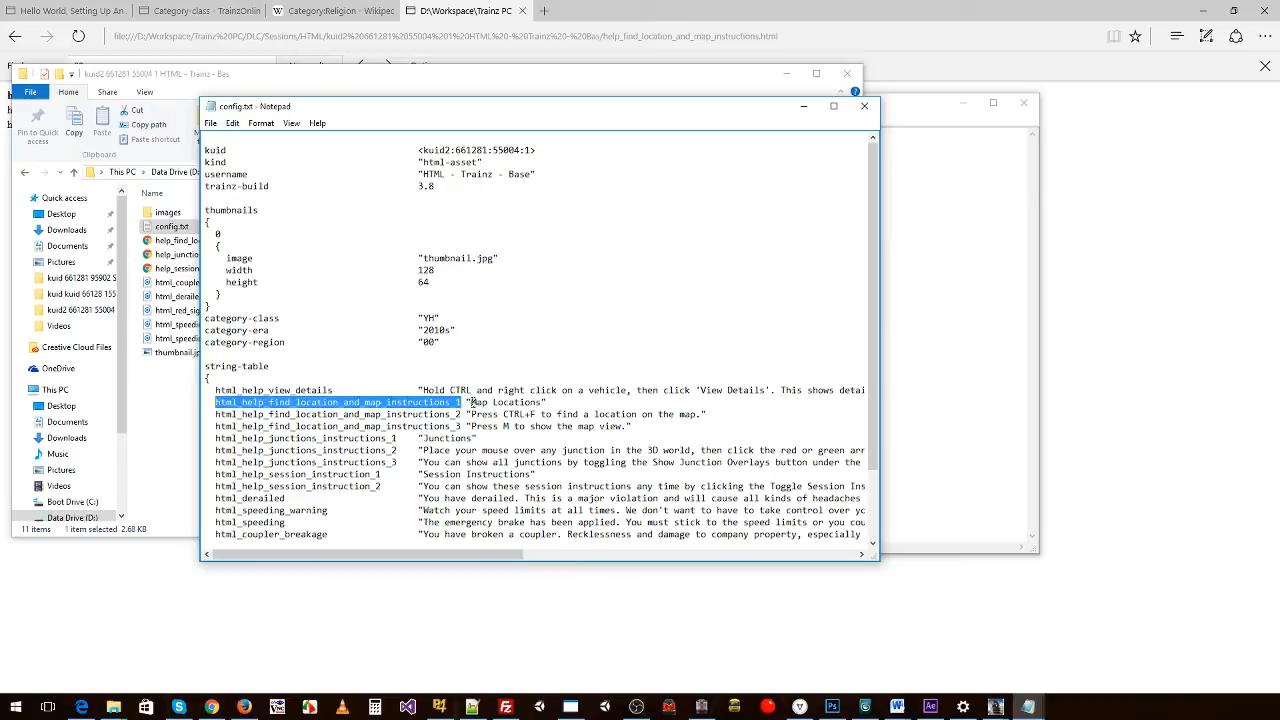 Hello World, Setting Up An
Category-class - TrainzOnlin
Category:Religion - Wikipec
D:\Workspace\Trainz PC
file:///D:/Workspace/Trainz%20PC/DLC/Sessions/HTML/kuid2%20661281%2055004%201%20HTML%20-%20Trainz%20-%20Bas/help_find_location_and_map_instructions.html
kuid2 661281 55004 1 HTML - Trainz - Bas
File
Home
Share
View
Pin to Quick access
Copy
Paste
Cut
Copy path
Paste shortcut
Clipboard
This PC
Data Drive (D:
Name
Quick access
Desktop
Downloads
Documents
Pictures
kuid 661281 95902 S
kuid kuid 66128 155
kuid2 661281 55004
Videos
Creative Cloud Files
OneDrive
This PC
Desktop
Documents
Downloads
Music
Pictures
Videos
Boot Drive (C:)
Data Drive (D:)
images
config.txt
help_find_lo
help_junctio
help_session
html_couple
html_deraile
html_red_sig
html_speedi
html_speedi
thumbnail.jp
11 items
1 item selected 2.68 KB
config.txt - Notepad
File Edit Format View Help
kuid <kuid2:661281:55004:1>
kind "html-asset"
username "HTML - Trainz - Base"
trainz-build 3.8
thumbnails
{
0
{
image "thumbnail.jpg"
width 128
height 64
}
}
category-class "YH"
category-era "2010s"
category-region "00"
string-table
{
html_help_view_details "Hold CTRL and right click on a vehicle, then click 'View Details'. This shows detai
html_help_find_location_and_map_instructions_1 "Map Locations"
html_help_find_location_and_map_instructions_2 "Press CTRL+F to find a location on the map."
html_help_find_location_and_map_instructions_3 "Press M to show the map view."
html_help_junctions_instructions_1 "Junctions"
html_help_junctions_instructions_2 "Place your mouse over any junction in the 3D world, then click the red or green arr
html_help_junctions_instructions_3 "You can show all junctions by toggling the Show Junction Overlays button under the
html_help_session_instruction_1 "Session Instructions"
html_help_session_instruction_2 "You can show these session instructions any time by clicking the Toggle Session Ins
html_derailed "You have derailed. This is a major violation and will cause all kinds of headaches
html_speeding_warning "Watch your speed limits at all times. We don't want to have to take control over yo
html_speeding "The emergency brake has been applied. You must stick to the speed limits or you cou
html_coupler_breakage "You have broken a coupler. Recklessness and damage to company property, especially